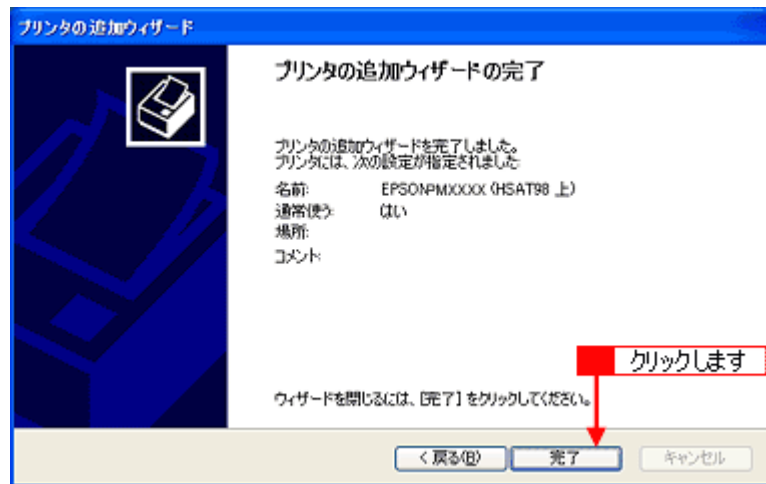 プリンタの追加ウィザード
プリンタの追加ウィザードの完了
プリンタの追加ウィザードを完了しました。
プリンタには、次の設定が指定されました:
名前: EPSONPMXXXX (HSAT98 上)
通常使う: はい
場所:
コメント:
クリックします
ウィザードを閉じるには、[完了] をクリックしてください。
< 戻る(B) 完了 キャンセル